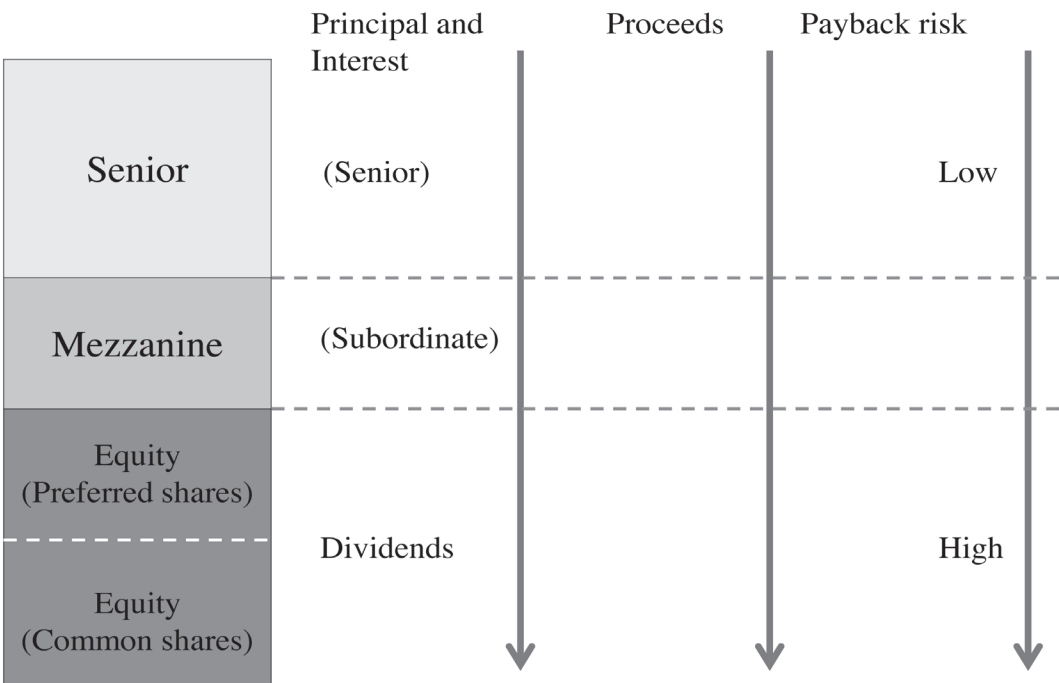 Principal and
Interest
Proceeds
Payback risk
Senior
(Senior)
Low
Mezzanine
(Subordinate)
Equity
(Preferred shares)
Dividends
High
Equity
(Common shares)